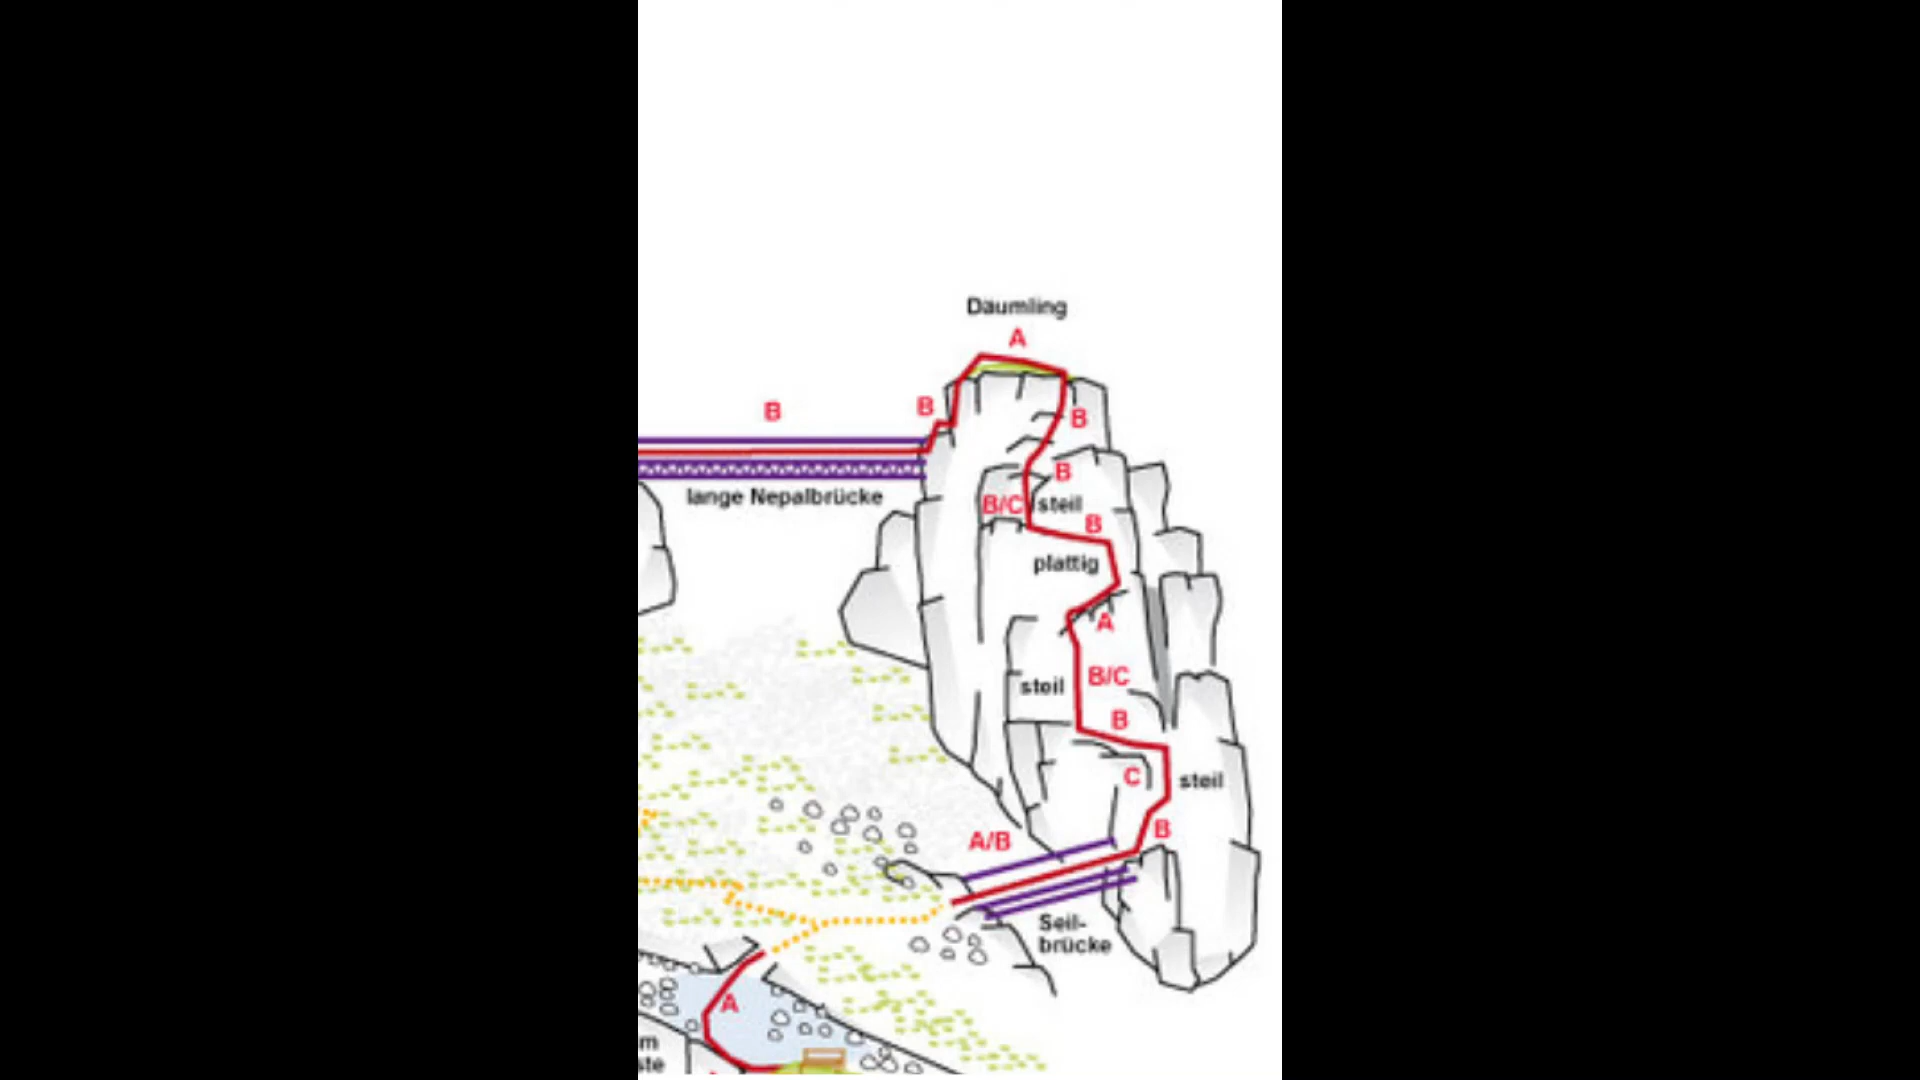 Däumling
A
B
B
B
lange Nepalbrücke
B
B/C
steil
B
plattig
A
steil
B/C
B
C
steil
B
A/B
Seil-
brücke
A